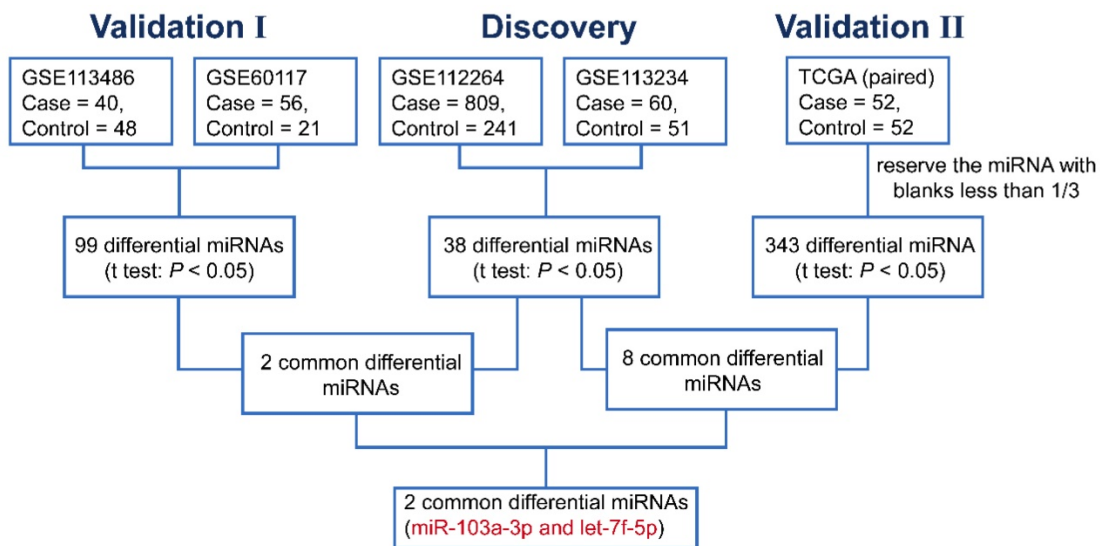 Validation I
Discovery
Validation II
GSE113486
Case = 40,
Control = 48
GSE60117
Case = 56,
Control = 21
GSE112264
Case = 809,
Control = 241
GSE113234
Case = 60,
Control = 51
TCGA (paired)
Case = 52,
Control = 52
reserve the miRNA with
blanks less than 1/3
99 differential miRNAs
(t test: P < 0.05)
38 differential miRNAs
(t test: P < 0.05)
343 differential miRNA
(t test: P < 0.05)
2 common differential
miRNAs
8 common differential
miRNAs
2 common differential miRNAs
(miR-103a-3p and let-7f-5p)